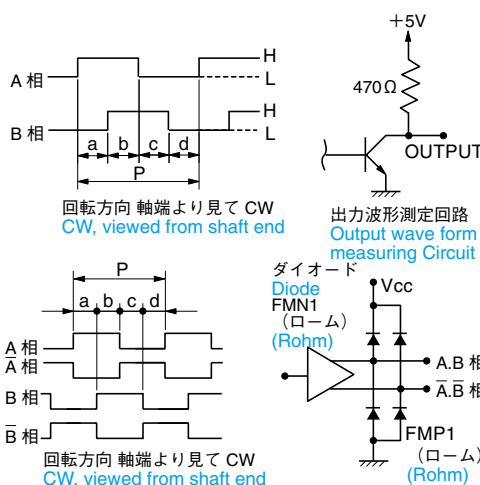 A 相
H
L
B 相
H
L
a b c d
P
回転方向 軸端より見て CW
CW, viewed from shaft end
+5V
470Ω
OUTPUT
出力波形測定回路
Output wave form
measuring Circuit
P
a b c d
A 相
A̅ 相
B 相
B̅ 相
回転方向 軸端より見て CW
CW, viewed from shaft end
ダイオード
Diode
FMN1
(ローム)
(Rohm)
Vcc
A.B 相
A̅.B̅ 相
FMP1
(ローム)
(Rohm)